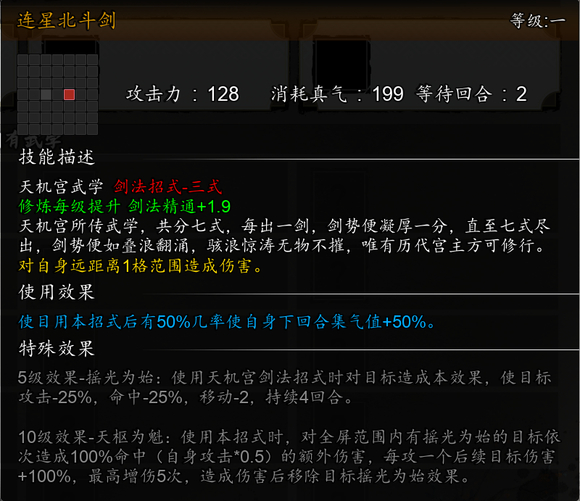 连星北斗剑 等级:一
攻击力：128 消耗真气：199 等待回合：2
有武学
技能描述
天机宫武学 剑法招式-三式
修炼每级提升 剑法精通+1.9
天机宫所传武学，共分七式，每出一剑，剑势便凝厚一分，直至七式尽
出，剑势便如叠浪翻涌，骇浪惊涛无物不摧，唯有历代宫主方可修行。
对自身远距离1格范围造成伤害。
使用效果
使目用本招式后有50%几率使自身下回合集气值+50%。
特殊效果
5级效果-摇光为始：使用天机宫剑法招式时对目标造成本效果，使目标
攻击-25%，命中-25%，移动-2，持续4回合。
10级效果-天枢为魁：使用本招式时，对全屏范围内有摇光为始的目标依
次造成100%命中（自身攻击*0.5）的额外伤害，每攻一个后续目标伤害
+100%，最高增伤5次，造成伤害后移除目标摇光为始效果。